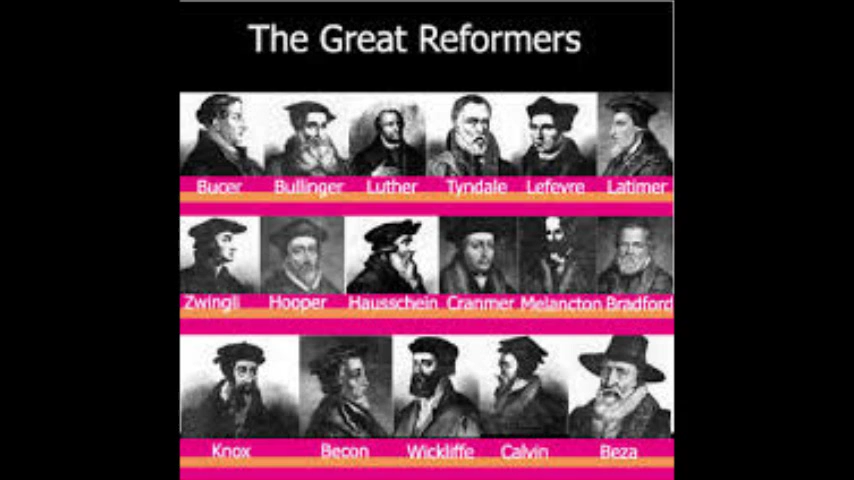 The Great Reformers
Bucer Bullinger Luther Tyndale Lefevre Latimer
Zwingli Hooper Hausschein Cranmer Melancton Bradford
Knox Becon Wickliffe Calvin Beza